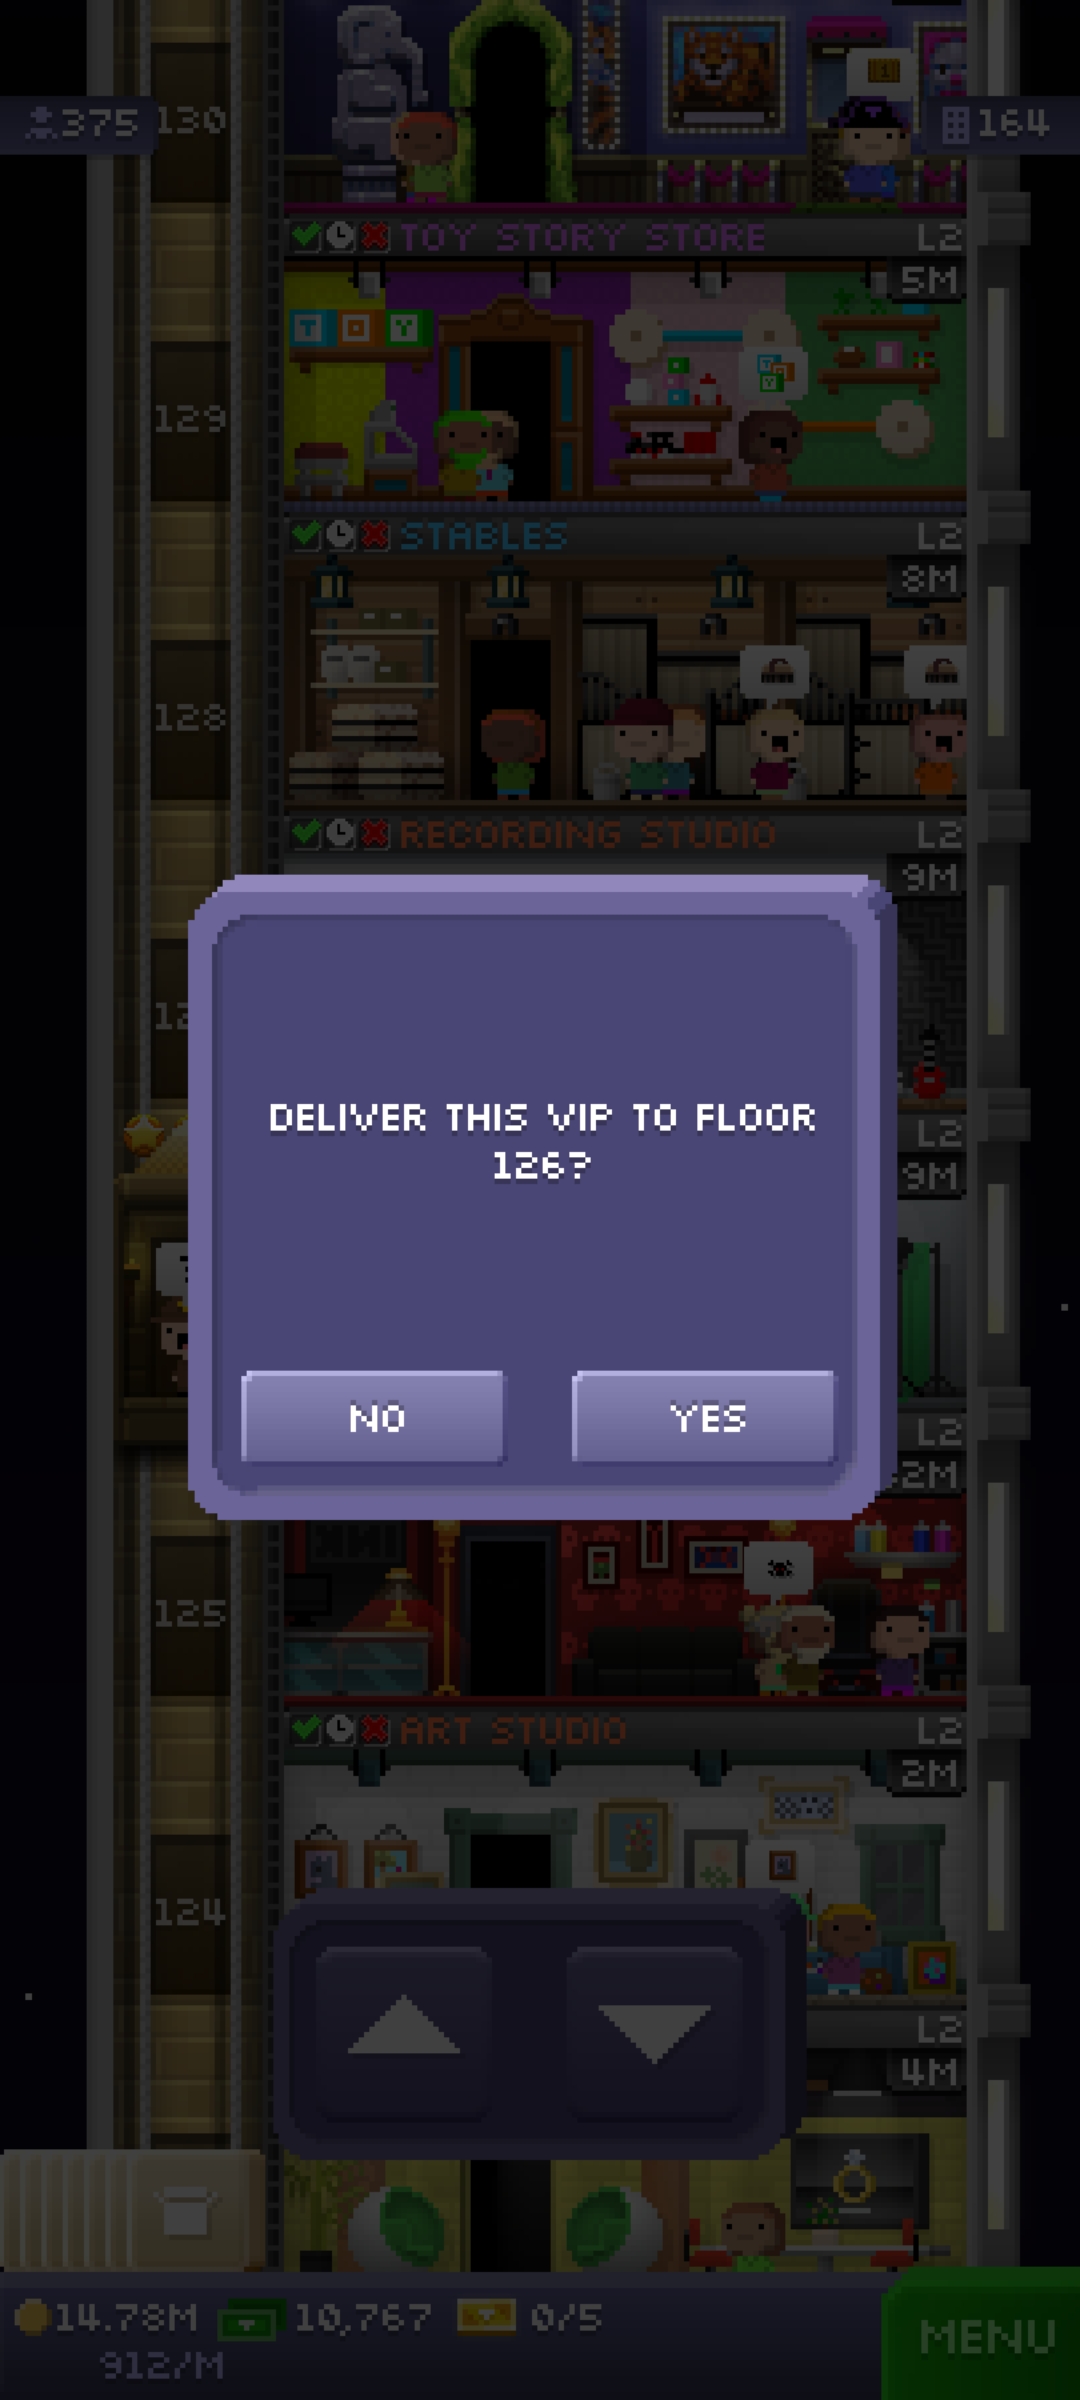 130
375
164
TOY STORY STORE L2
5M
TOY
129
STABLES L2
8M
128
RECORDING STUDIO L2
9M
L2
9M
DELIVER THIS VIP TO FLOOR
126?
NO YES
L2
2M
125
ART STUDIO L2
2M
124
L2
4M
14.78M 10,767 0/5
912/M
MENU